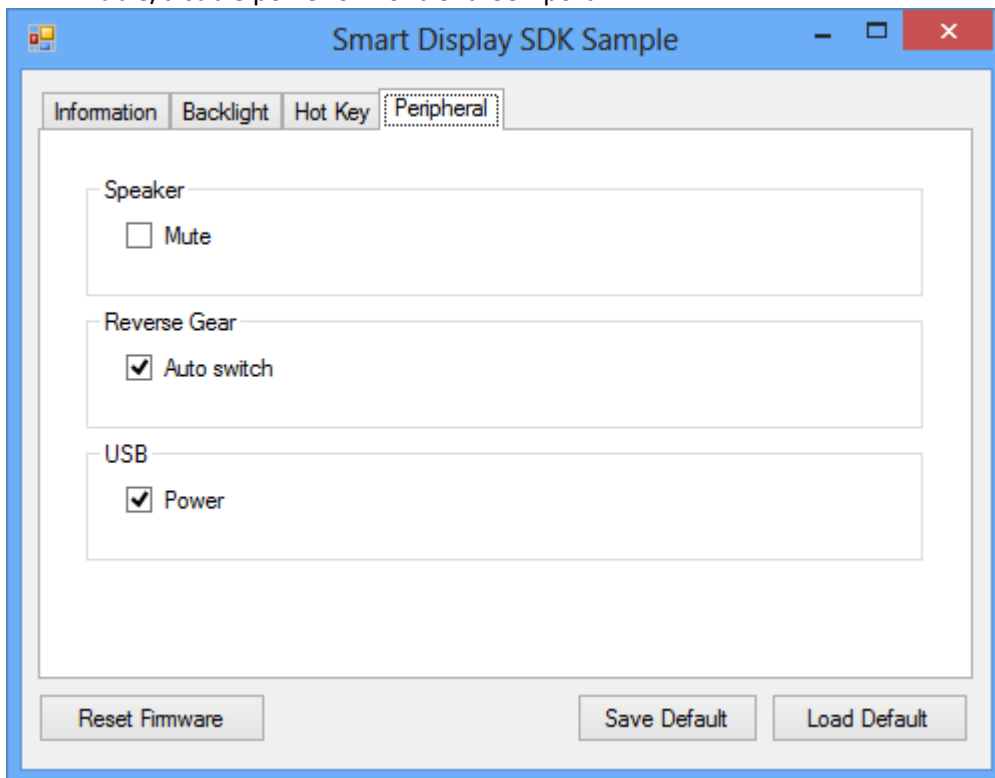 Smart Display SDK Sample
Information Backlight Hot Key Peripheral
Speaker
Mute
Reverse Gear
Auto switch
USB
Power
Reset Firmware Save Default Load Default